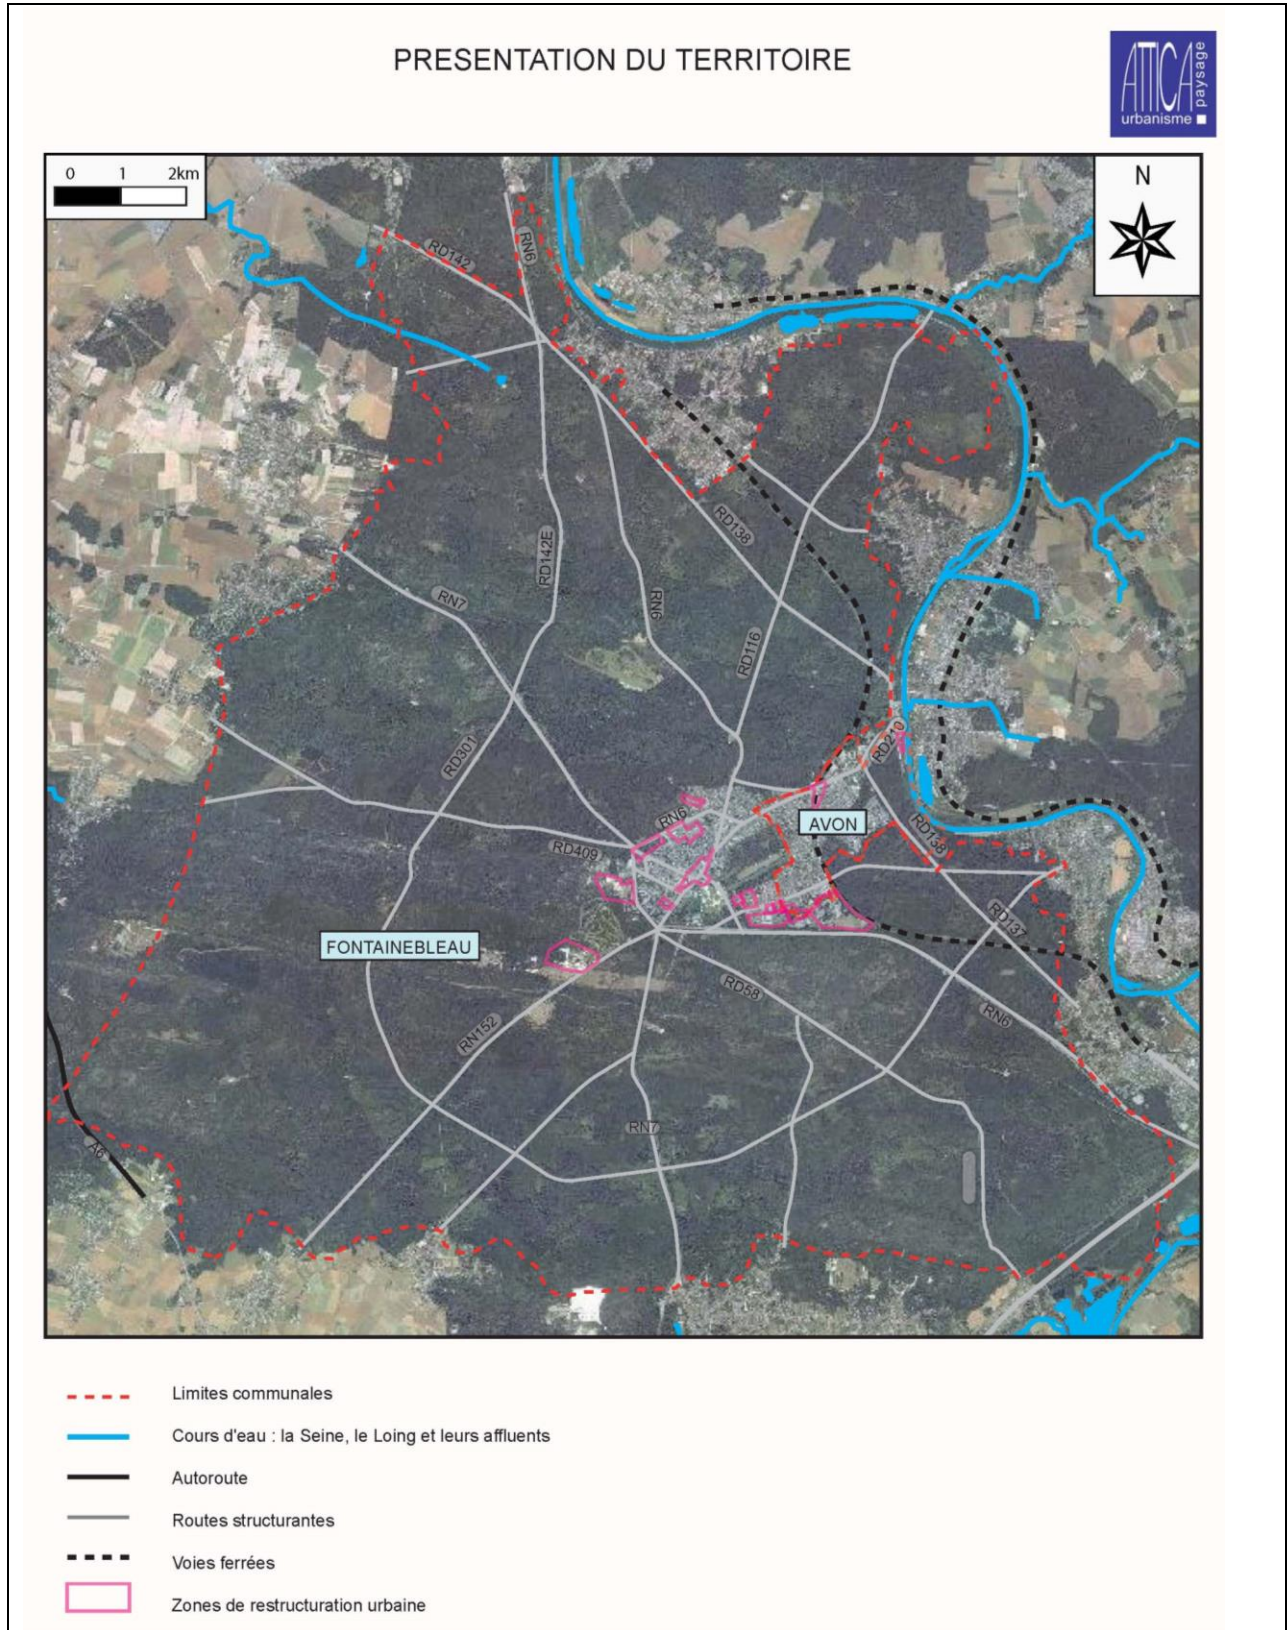 PRESENTATION DU TERRITOIRE
ATTICA
urbanisme
paysage
0 1 2km
N
RD142
RN6
RD138
RD142E
RN7
RN6
RD116
RD301
RD210
RN6
AVON
RD138
RD409
RD137
FONTAINEBLEAU
RD58
RN6
RN152
RN7
A6
Limites communales
Cours d'eau : la Seine, le Loing et leurs affluents
Autoroute
Routes structurantes
Voies ferrées
Zones de restructuration urbaine